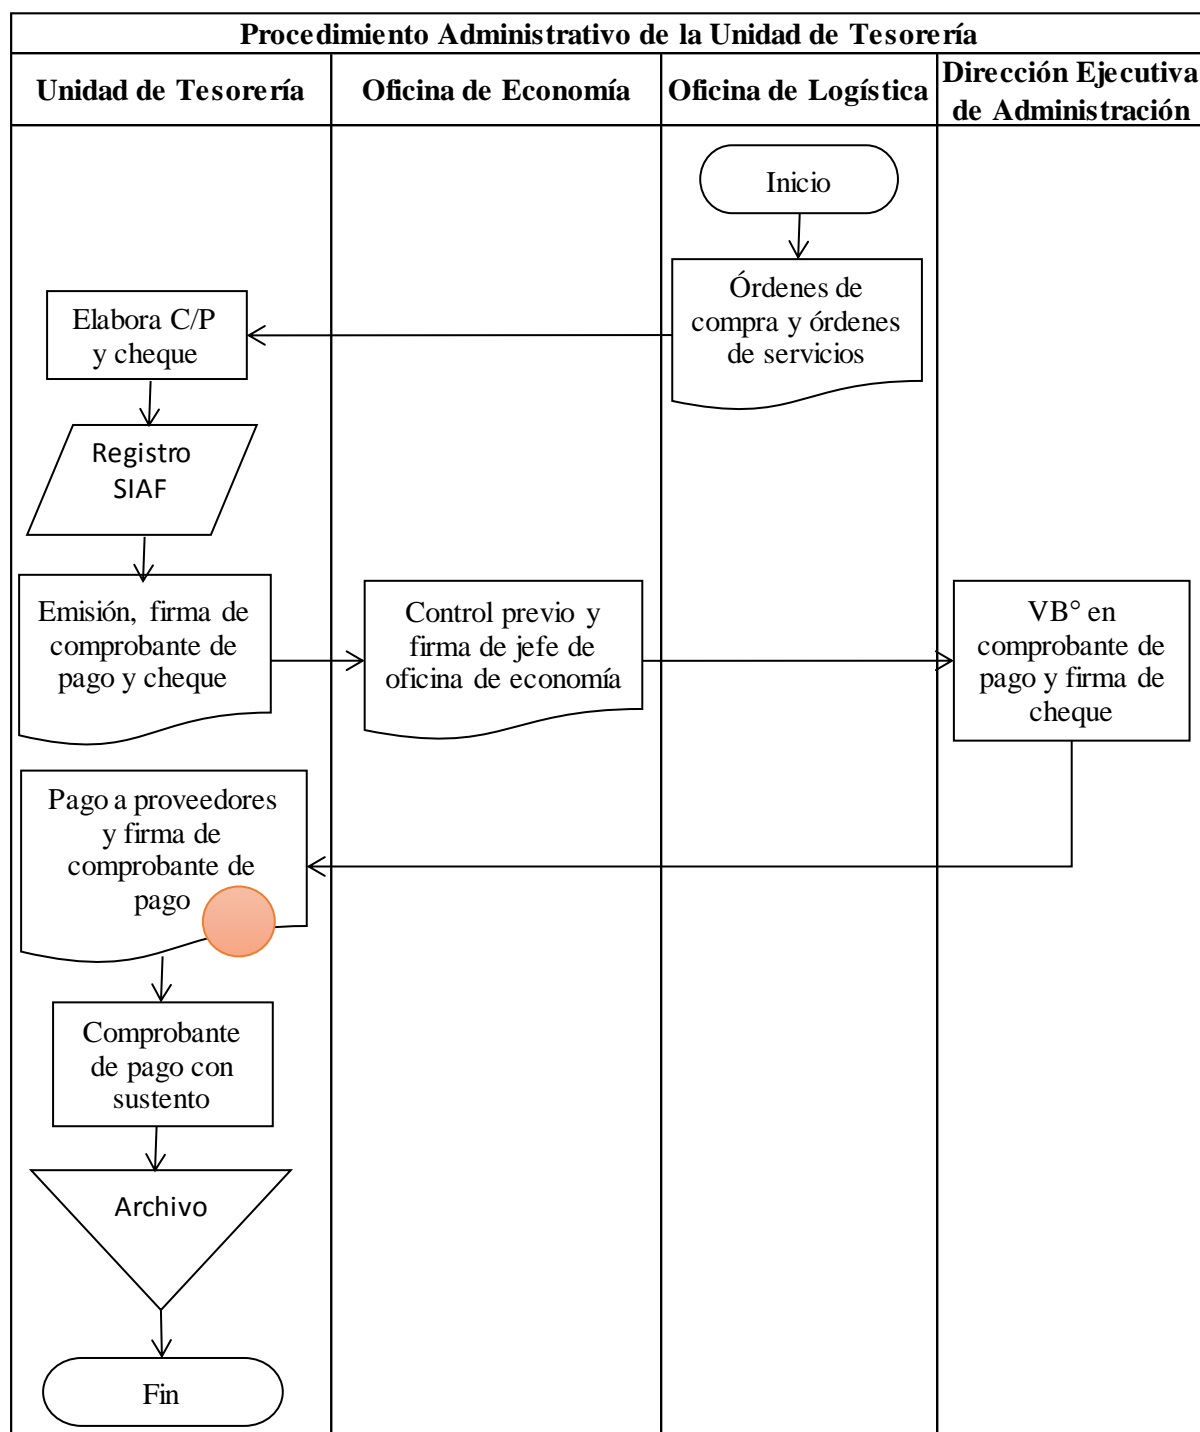 Procedimiento Administrativo de la Unidad de Tesorería
Unidad de Tesorería
Oficina de Economía
Oficina de Logística
Dirección Ejecutiva
de Administración
Inicio
Órdenes de
compra y órdenes
de servicios
Elabora C/P
y cheque
Registro
SIAF
Emisión, firma de
comprobante de
pago y cheque
Control previo y
firma de jefe de
oficina de economía
VB° en
comprobante de
pago y firma de
cheque
Pago a proveedores
y firma de
comprobante de
pago
Comprobante
de pago con
sustento
Archivo
Fin